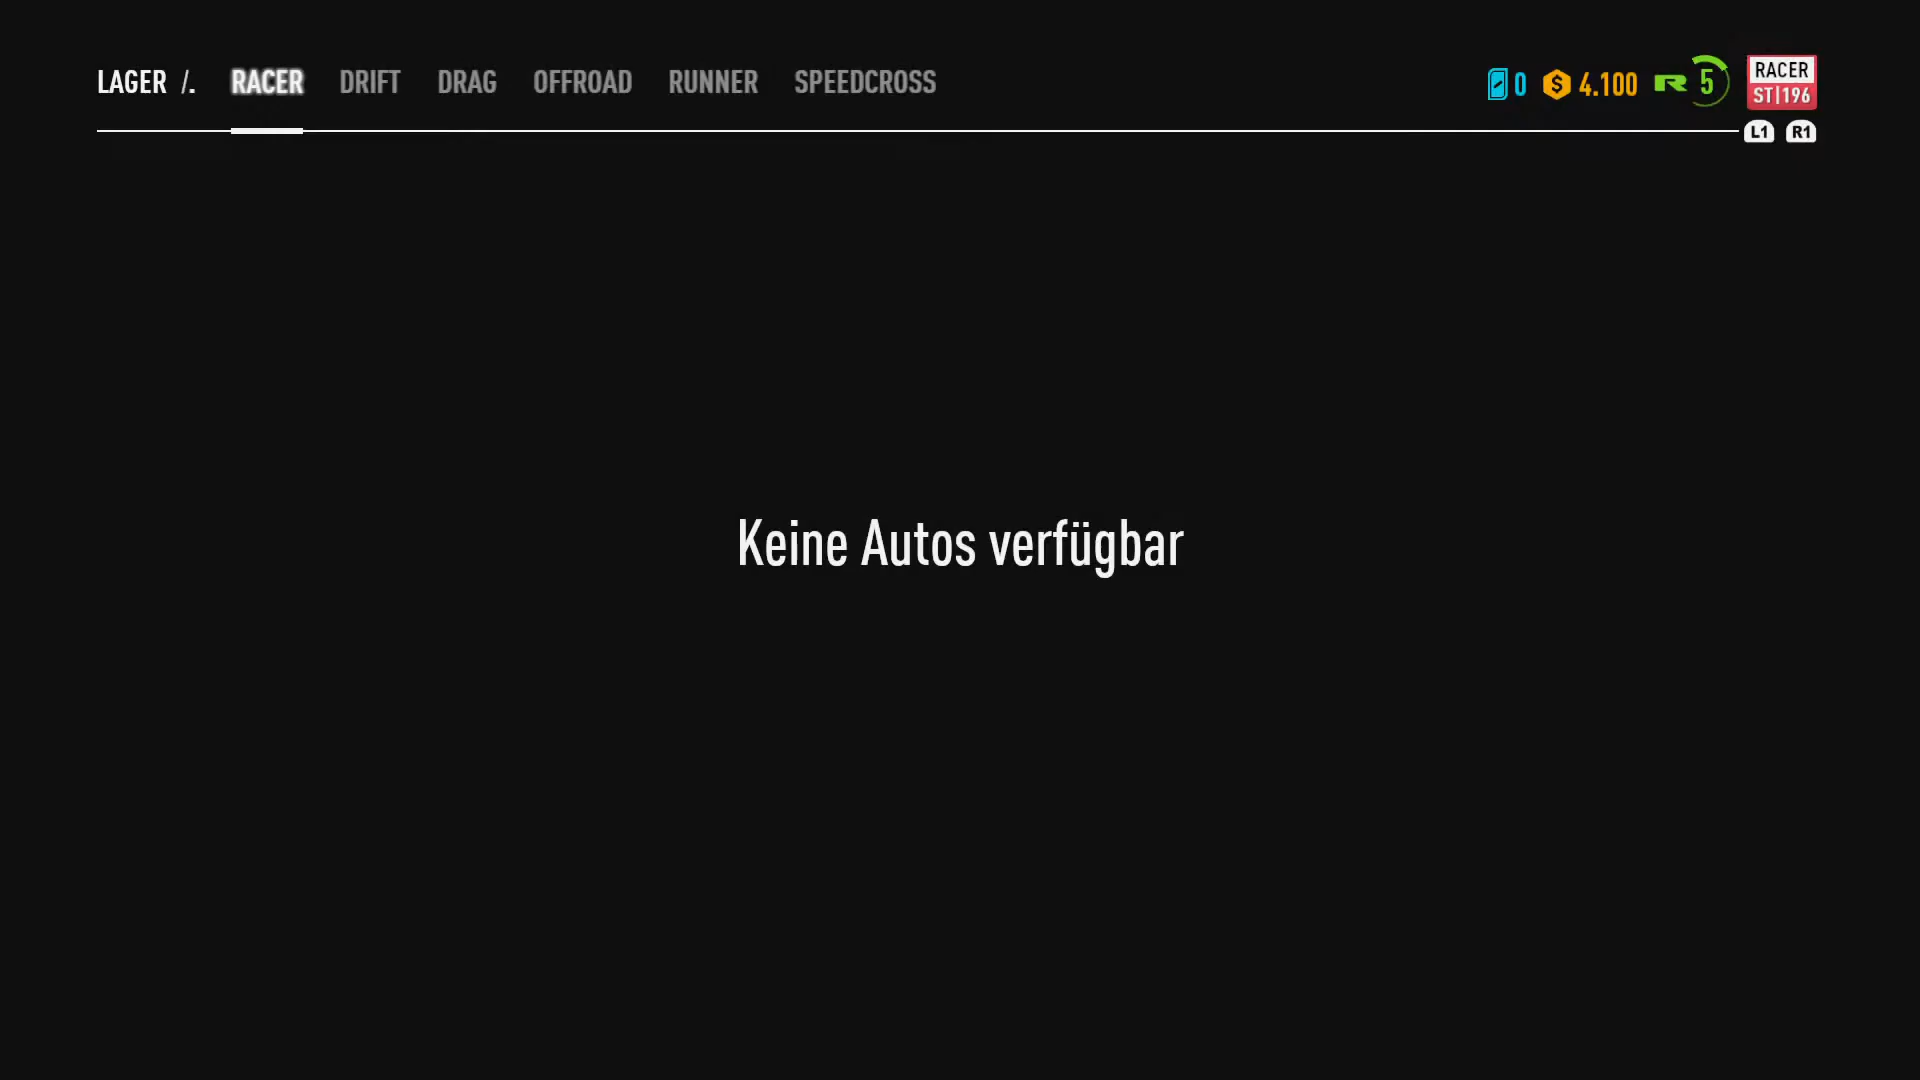 LAGER /. RACER DRIFT DRAG OFFROAD RUNNER SPEEDCROSS 0 $ 4.100 R 5 RACER
ST|196
L1 R1
Keine Autos verfügbar